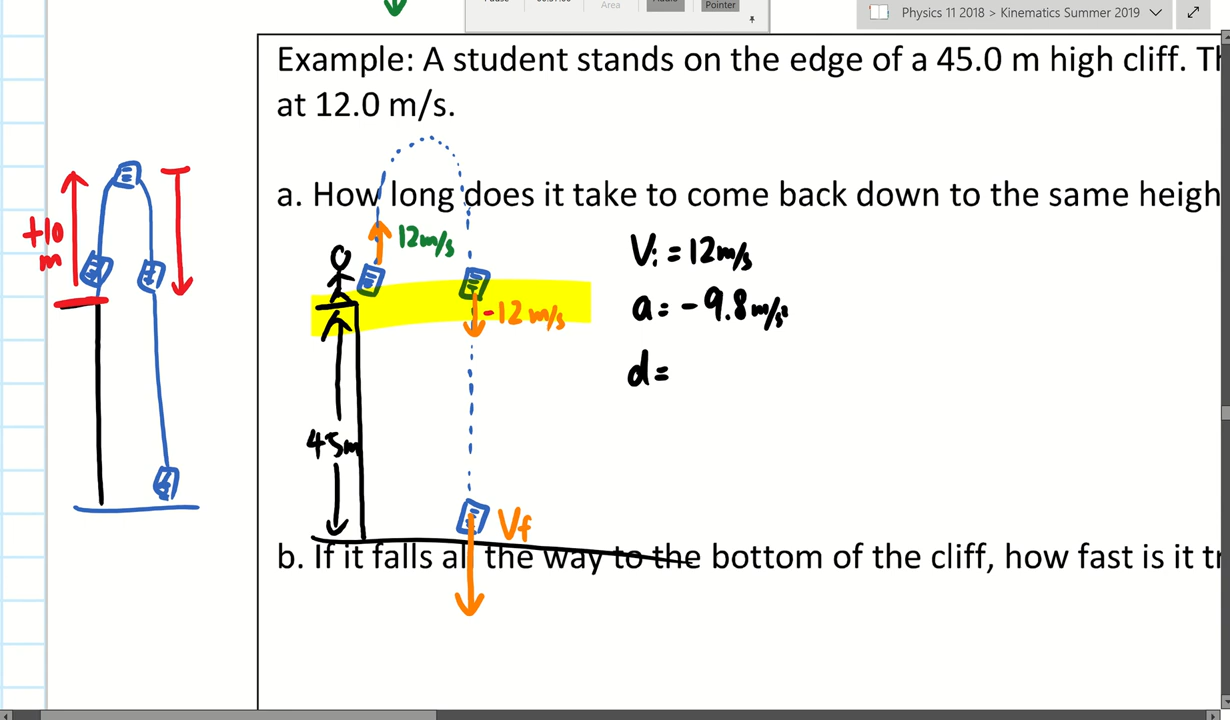 Area
Pointer
Physics 11 2018 > Kinematics Summer 2019
Example: A student stands on the edge of a 45.0 m high cliff.
at 12.0 m/s.
a. How long does it take to come back down to the same
+10
m
12m/s
-12 m/s
45m
Vi = 12m/s
a = -9.8m/s²
d =
Vf
b. If it falls all the way to the bottom of the cliff, how fast is it